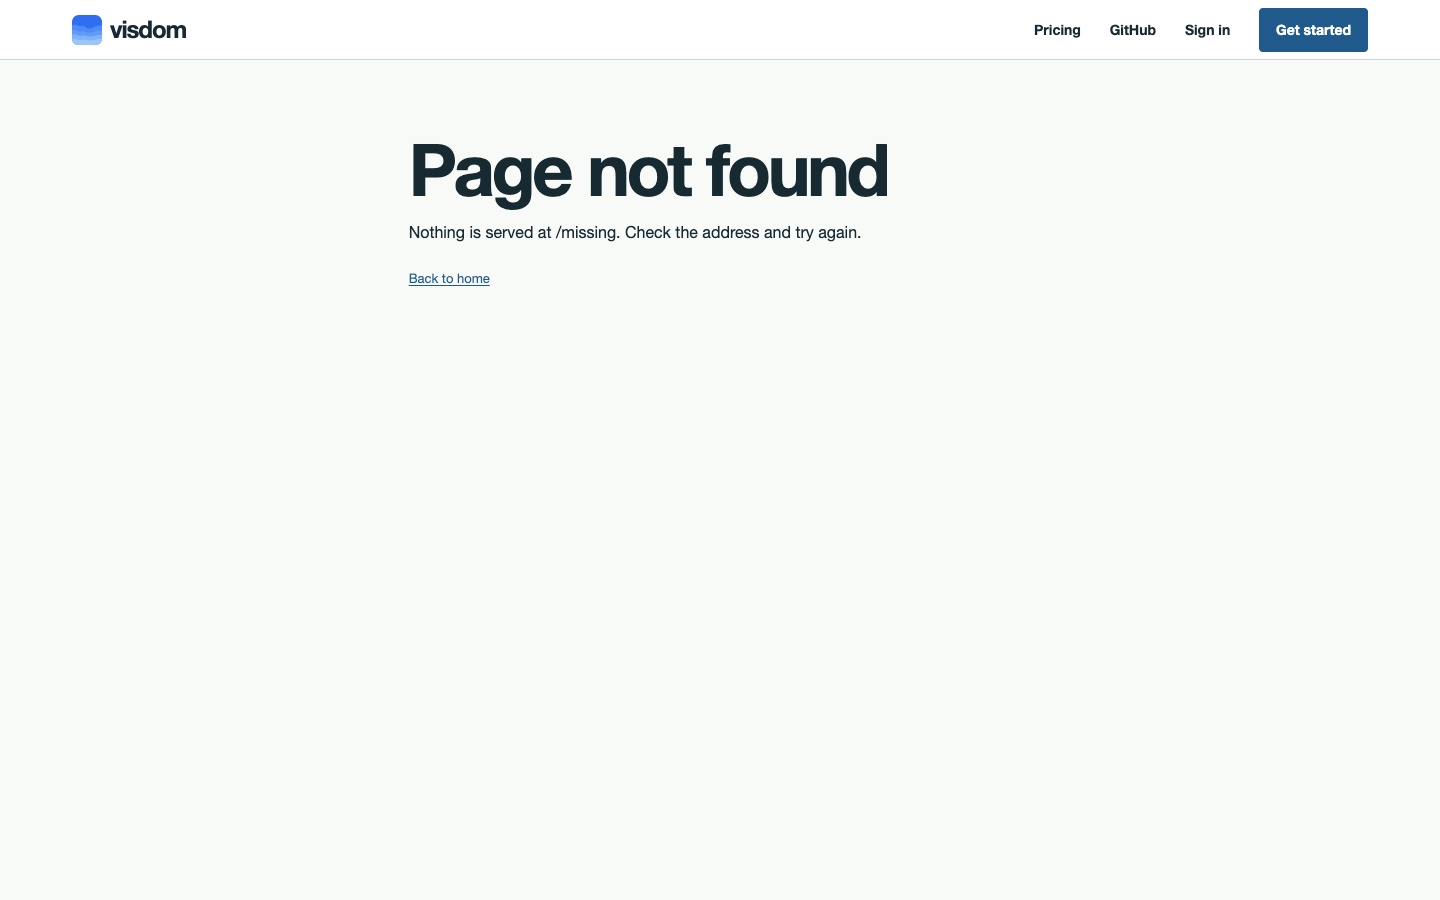 visdom
Pricing
GitHub
Sign in
Get started
Page not found
Nothing is served at /missing. Check the address and try again.
Back to home